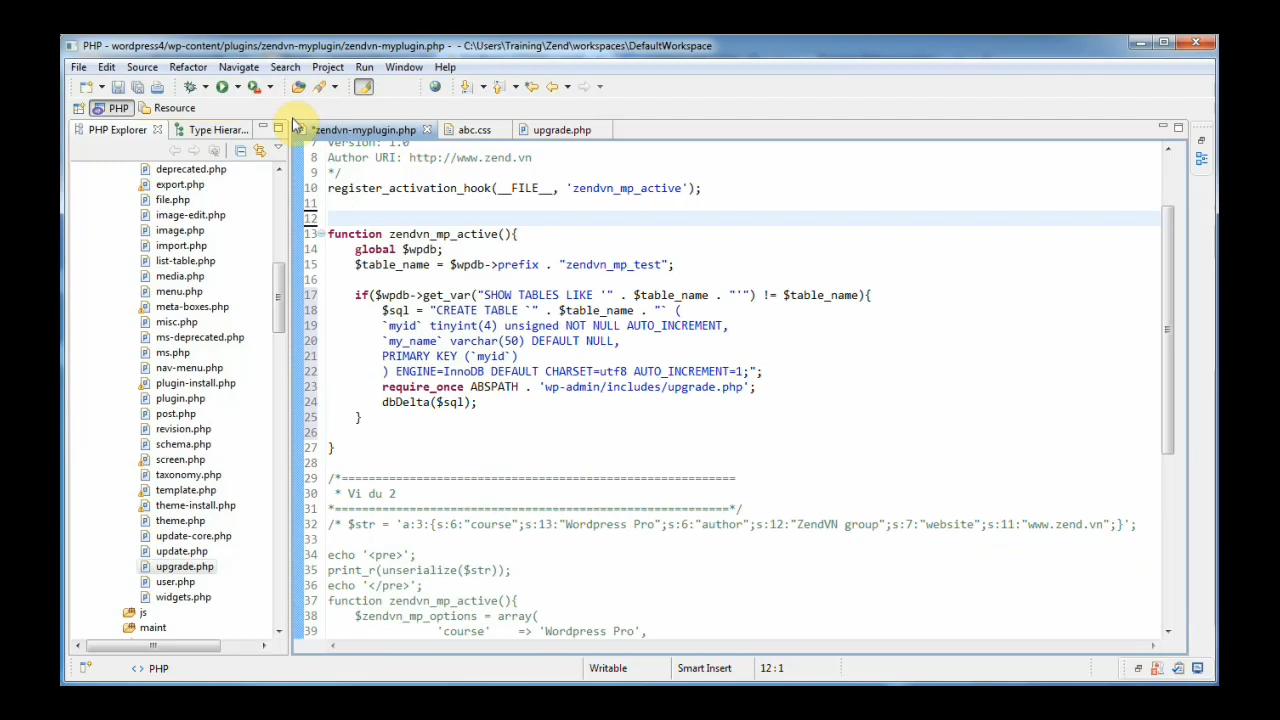 PHP - wordpress4/wp-content/plugins/zendvn-myplugin/zendvn-myplugin.php - - C:\Users\Training\Zend\workspaces\DefaultWorkspace
File Edit Source Refactor Navigate Search Project Run Window Help
PHP Resource
PHP Explorer Type Hierar...
*zendvn-myplugin.php abc.css upgrade.php
deprecated.php
export.php
file.php
image-edit.php
image.php
import.php
list-table.php
media.php
menu.php
meta-boxes.php
misc.php
ms-deprecated.php
ms.php
nav-menu.php
plugin-install.php
plugin.php
post.php
revision.php
schema.php
screen.php
taxonomy.php
template.php
theme-install.php
theme.php
update-core.php
update.php
upgrade.php
user.php
widgets.php
js
maint
7 Version: 1.0
8 Author URI: http://www.zend.vn
9 */
10 register_activation_hook(__FILE__, 'zendvn_mp_active');
11
12
13 function zendvn_mp_active(){
14 global $wpdb;
15 $table_name = $wpdb->prefix . "zendvn_mp_test";
16
17 if($wpdb->get_var("SHOW TABLES LIKE '" . $table_name . "'") != $table_name){
18 $sql = "CREATE TABLE `" . $table_name . "` (
19 `myid` tinyint(4) unsigned NOT NULL AUTO_INCREMENT,
20 `my_name` varchar(50) DEFAULT NULL,
21 PRIMARY KEY (`myid`)
22 ) ENGINE=InnoDB DEFAULT CHARSET=utf8 AUTO_INCREMENT=1;";
23 require_once ABSPATH . 'wp-admin/includes/upgrade.php';
24 dbDelta($sql);
25 }
26
27 }
28
29 /*==========================================================
30 * Vi du 2
31 *==========================================================*/
32 /* $str = 'a:3:{s:6:"course";s:13:"Wordpress Pro";s:6:"author";s:12:"ZendVN group";s:7:"website";s:11:"www.zend.vn";}';
33
34 echo '<pre>';
35 print_r(unserialize($str));
36 echo '</pre>';
37 function zendvn_mp_active(){
38 $zendvn_mp_options = array(
39 'course' => 'Wordpress Pro',
<> PHP
Writable Smart Insert 12:1